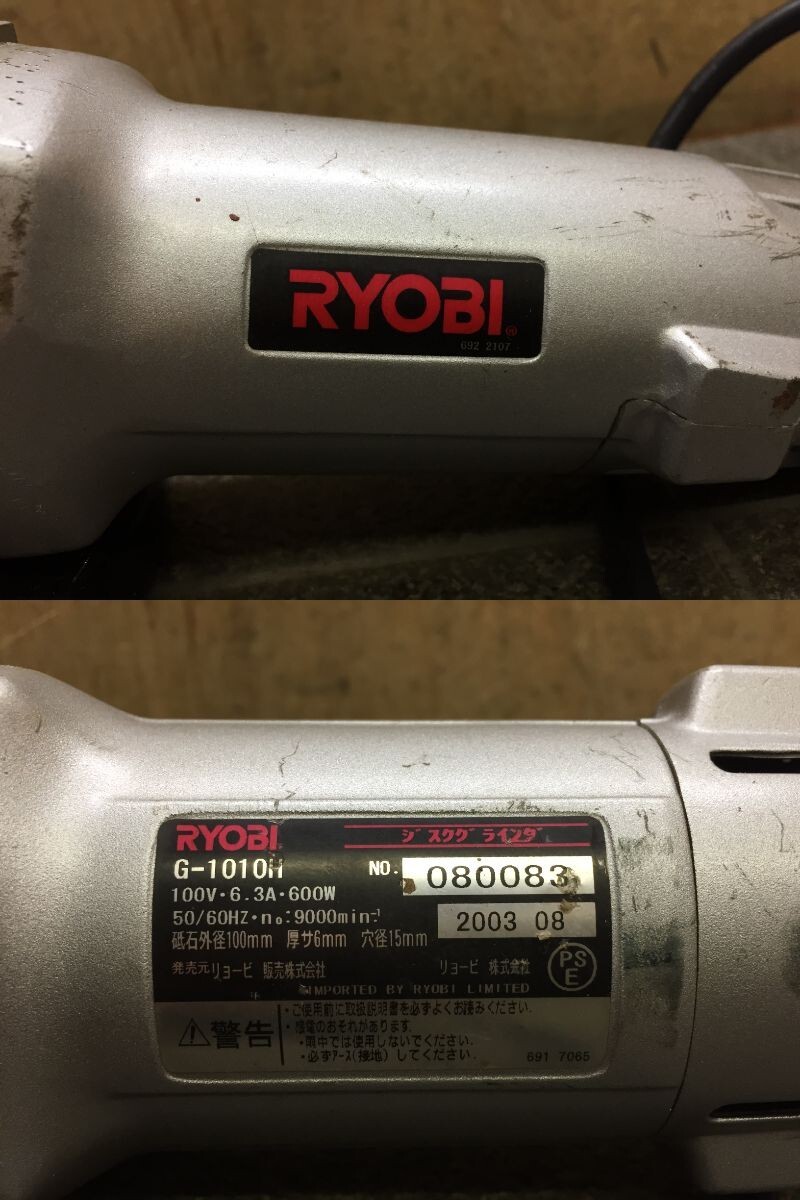 RYOBI®
692 2107
RYOBI ジスクグラインダ
G-1010H NO. 080083
100V・6.3A・600W
50/60HZ・n₀:9000min⁻¹ 2003 08
砥石外径100mm 厚サ6mm 穴径15mm
発売元 リョービ 販売株式会社 リョービ 株式会社
PSE
IMPORTED BY RYOBI LIMITED
⚠警告
・ご使用前に取扱説明書を必ずよくお読みください.
・感電のおそれがあります.
・雨中では使用しないでください.
・必ずアース(接地)してください.
691 7065